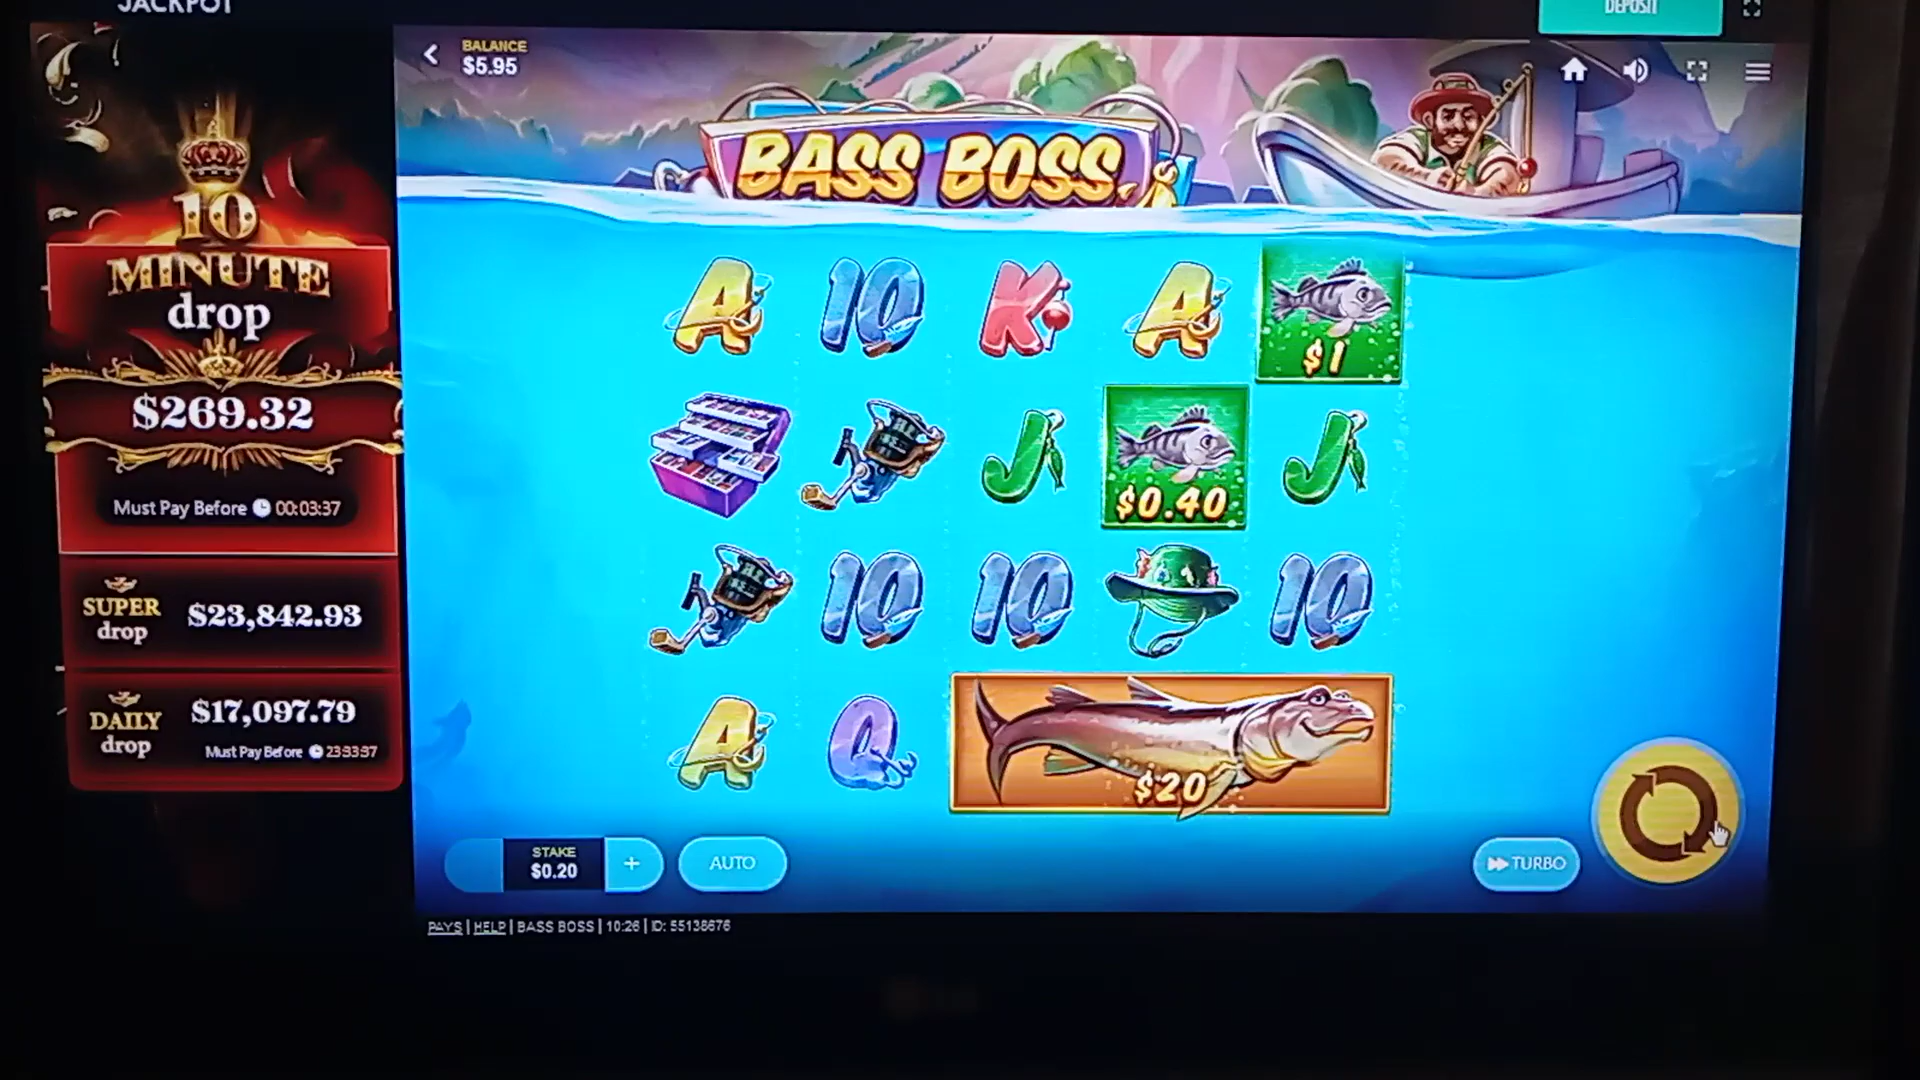 JACKPOT
DEPOSIT
BALANCE
$5.95
BASS BOSS
10
MINUTE
drop
$269.32
Must Pay Before 00:03:37
SUPER
drop
$23,842.93
DAILY
drop
$17,097.79
Must Pay Before 23:33:37
A 10 K A
$1
J J
$0.40
10 10 10
A Q
$20
STAKE
$0.20
+
AUTO
TURBO
PAYS | HELP | BASS BOSS | 10:26 | ID: 55138676